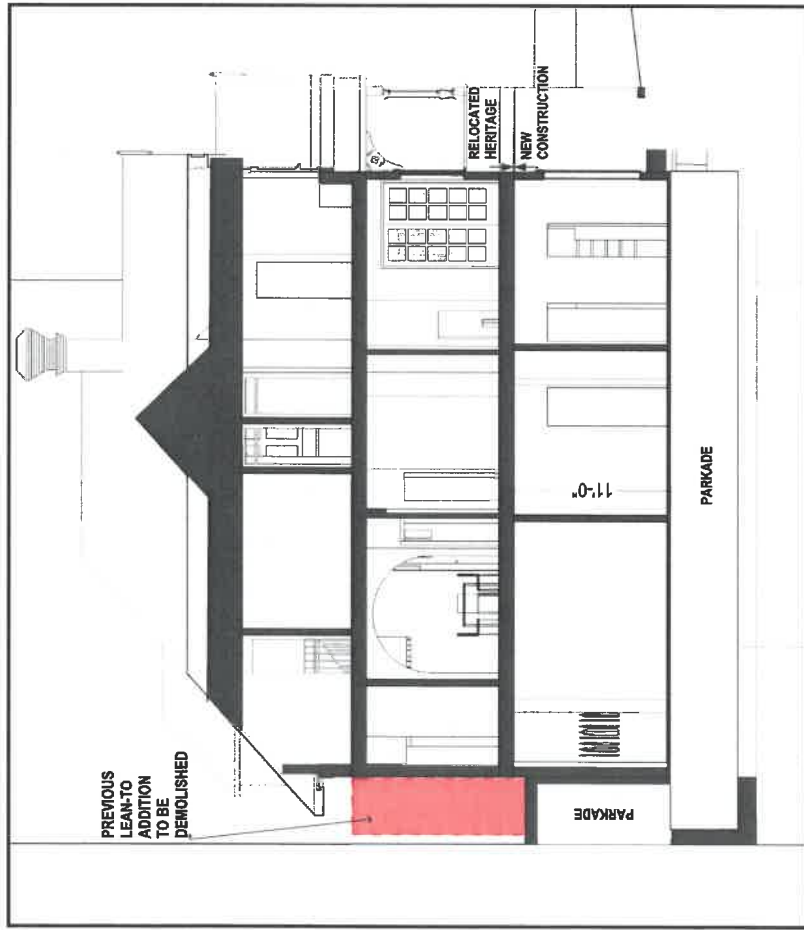 PREVIOUS
LEAN-TO
ADDITION
TO BE
DEMOLISHED
RELOCATED
HERITAGE
NEW
CONSTRUCTION
11'-0"
PARKADE
PARKADE